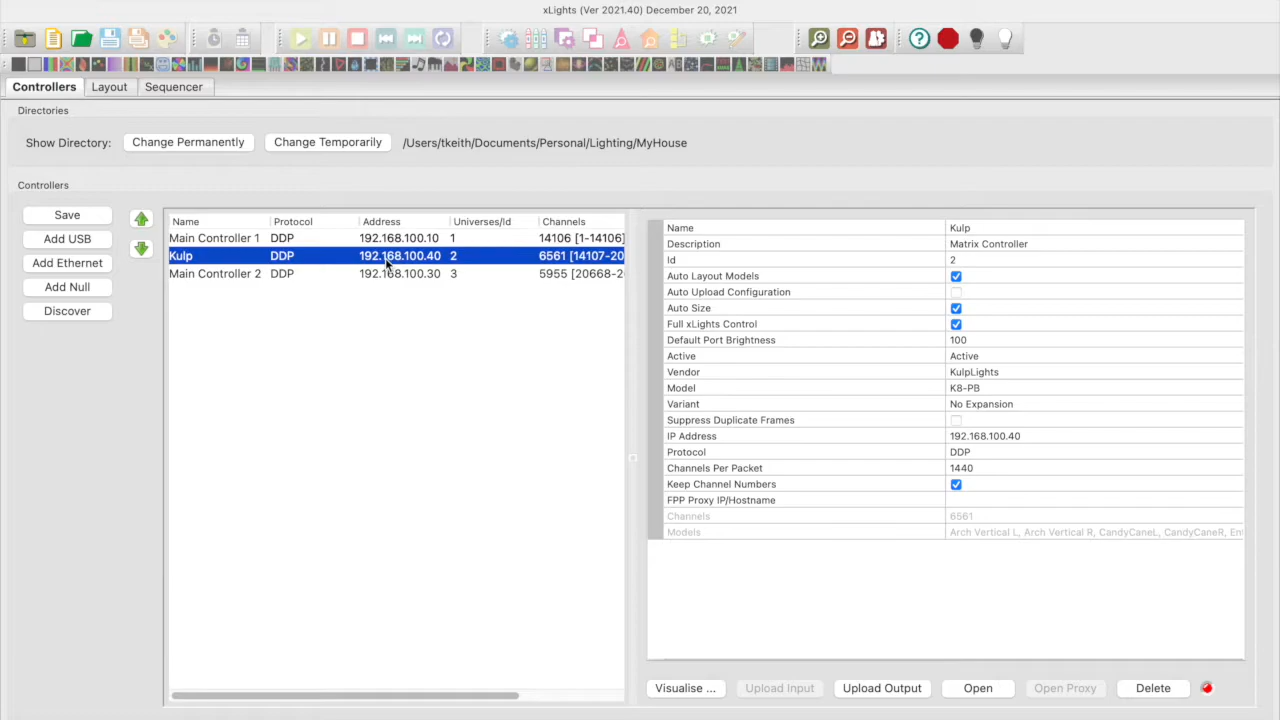 xLights (Ver 2021.40) December 20, 2021
Controllers Layout Sequencer
Directories
Show Directory: Change Permanently Change Temporarily /Users/tkeith/Documents/Personal/Lighting/MyHouse
Controllers
Save
Add USB
Add Ethernet
Add Null
Discover
Name Protocol Address Universes/Id Channels
Main Controller 1 DDP 192.168.100.10 1 14106 [1-14106]
Kulp DDP 192.168.100.40 2 6561 [14107-20
Main Controller 2 DDP 192.168.100.30 3 5955 [20668-2
Name Kulp
Description Matrix Controller
Id 2
Auto Layout Models
Auto Upload Configuration
Auto Size
Full xLights Control
Default Port Brightness 100
Active Active
Vendor KulpLights
Model K8-PB
Variant No Expansion
Suppress Duplicate Frames
IP Address 192.168.100.40
Protocol DDP
Channels Per Packet 1440
Keep Channel Numbers
FPP Proxy IP/Hostname
Channels 6561
Models Arch Vertical L, Arch Vertical R, CandyCaneL, CandyCaneR, En
Visualise ... Upload Input Upload Output Open Open Proxy Delete